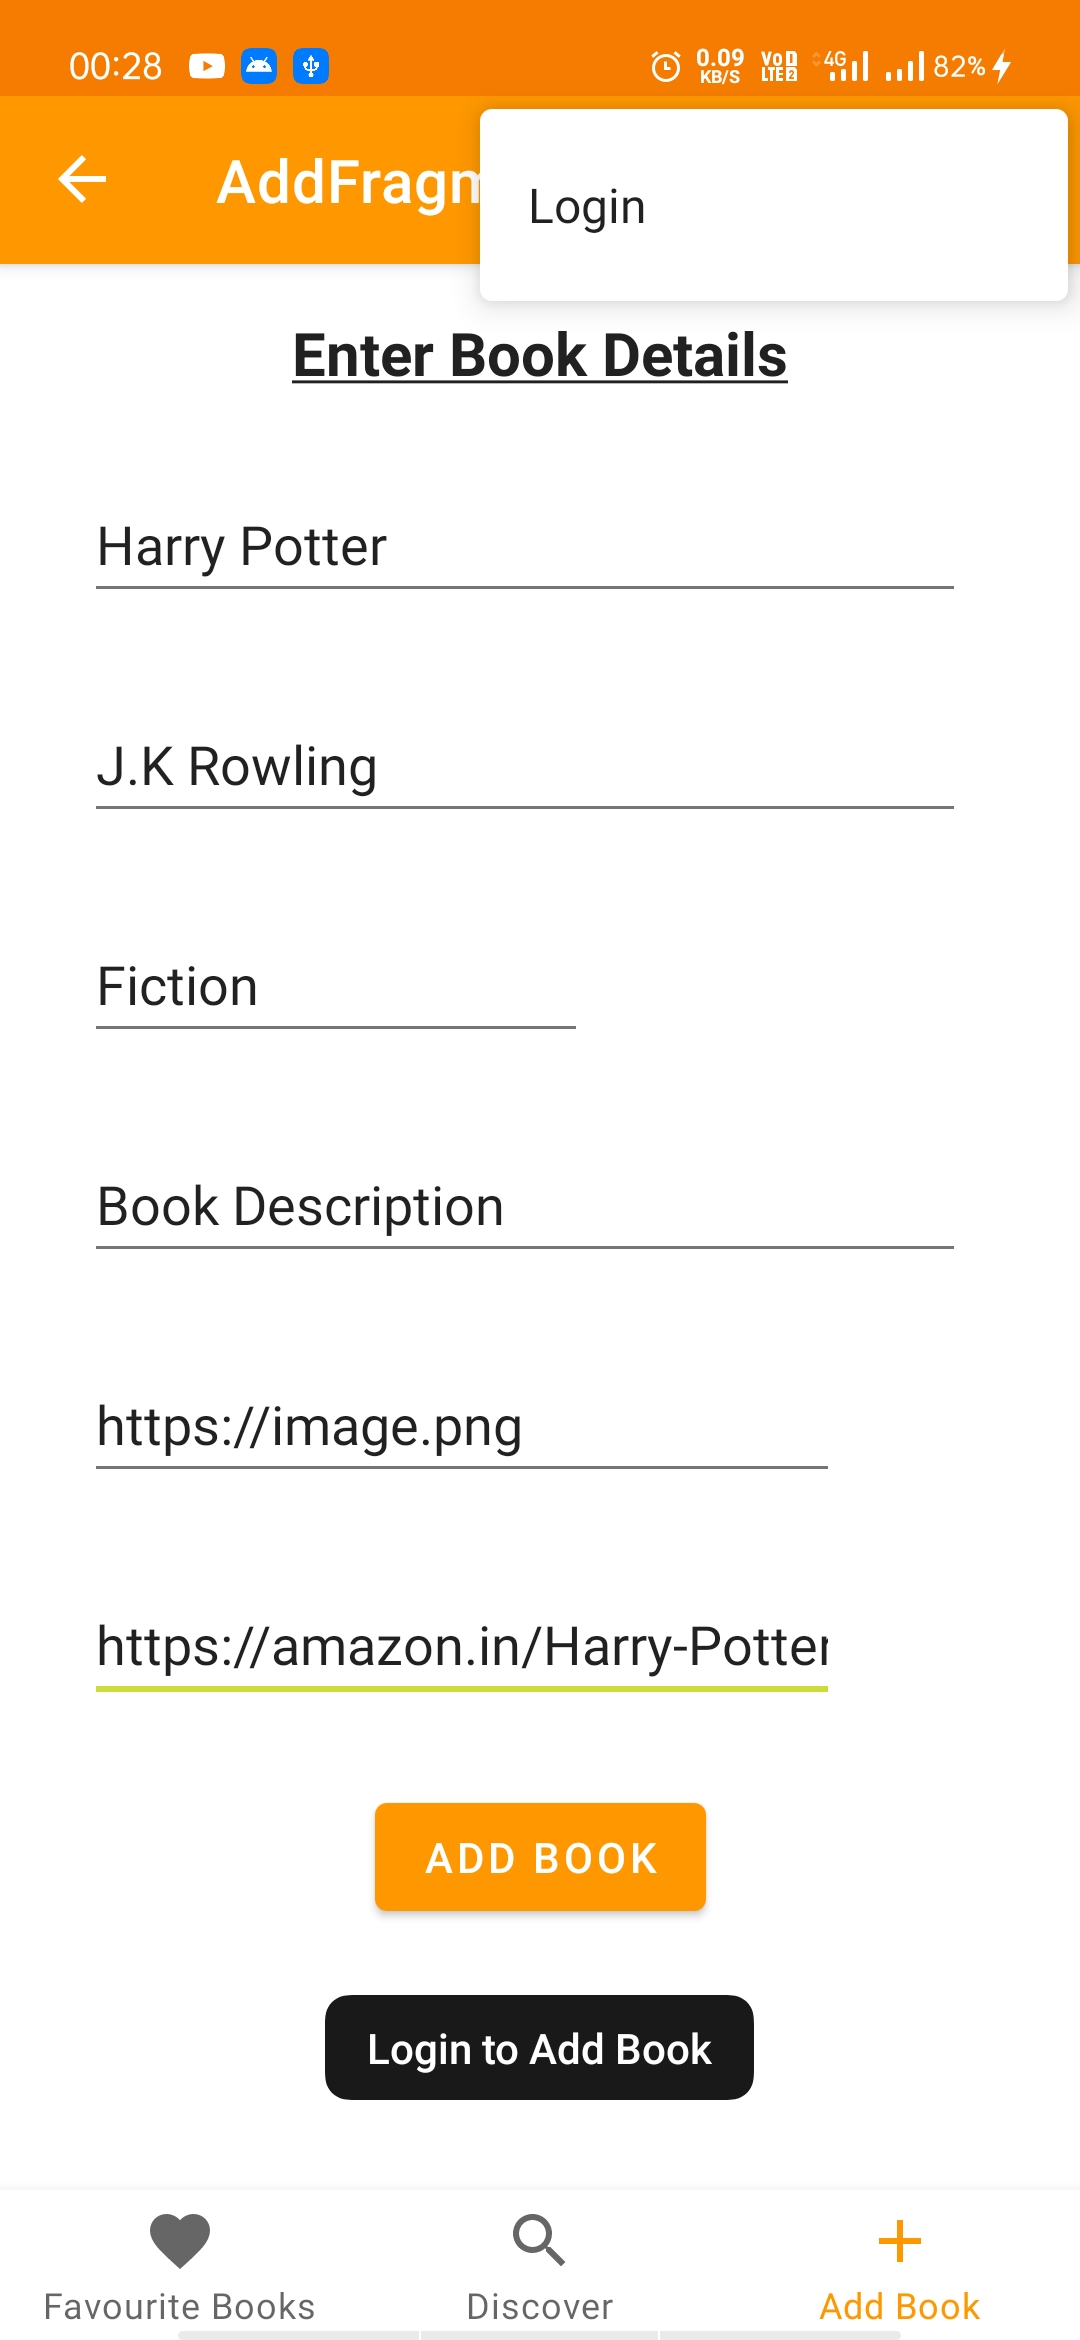 00:28 0.09 KB/S VoLTE 1 2 4G 82%
AddFragm
Login
Enter Book Details
Harry Potter
J.K Rowling
Fiction
Book Description
https://image.png
https://amazon.in/Harry-Potter
ADD BOOK
Login to Add Book
Favourite Books Discover Add Book